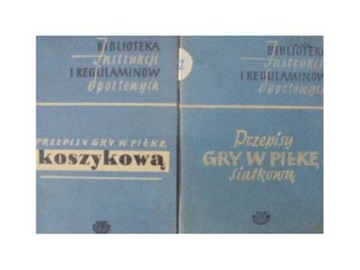 BIBLIOTEKA
Instrukcji
I REGULAMINÓW
Sportowych
PRZEPISY GRY W PIŁKĘ
koszykową
BIBLIOTEKA
Instrukcji
I REGULAMINÓW
Sportowych
Przepisy
GRY W PIŁKĘ
siatkową